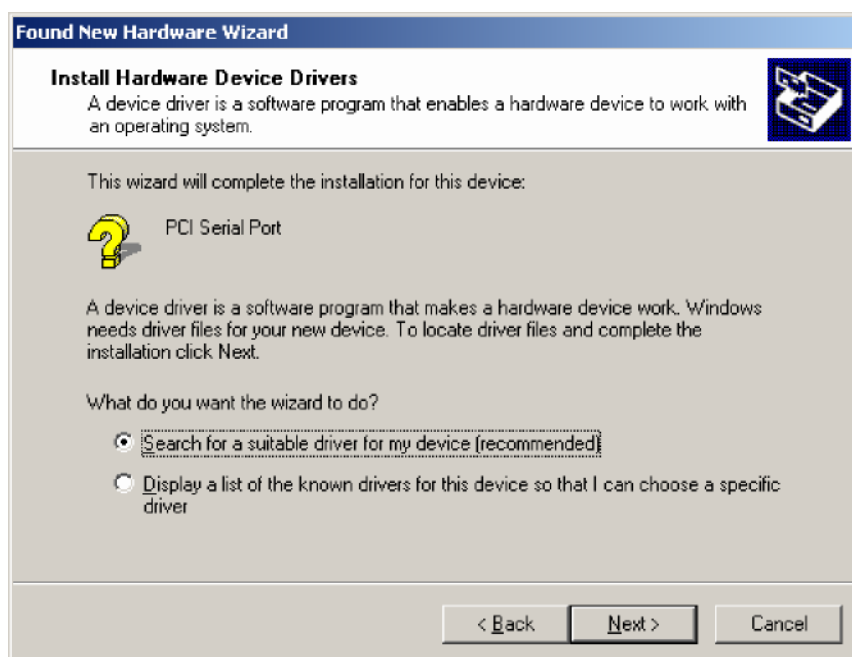 Found New Hardware Wizard
Install Hardware Device Drivers
A device driver is a software program that enables a hardware device to work with
an operating system.
This wizard will complete the installation for this device:
PCI Serial Port
A device driver is a software program that makes a hardware device work. Windows
needs driver files for your new device. To locate driver files and complete the
installation click Next.
What do you want the wizard to do?
Search for a suitable driver for my device (recommended)
Display a list of the known drivers for this device so that I can choose a specific
driver
< Back Next > Cancel